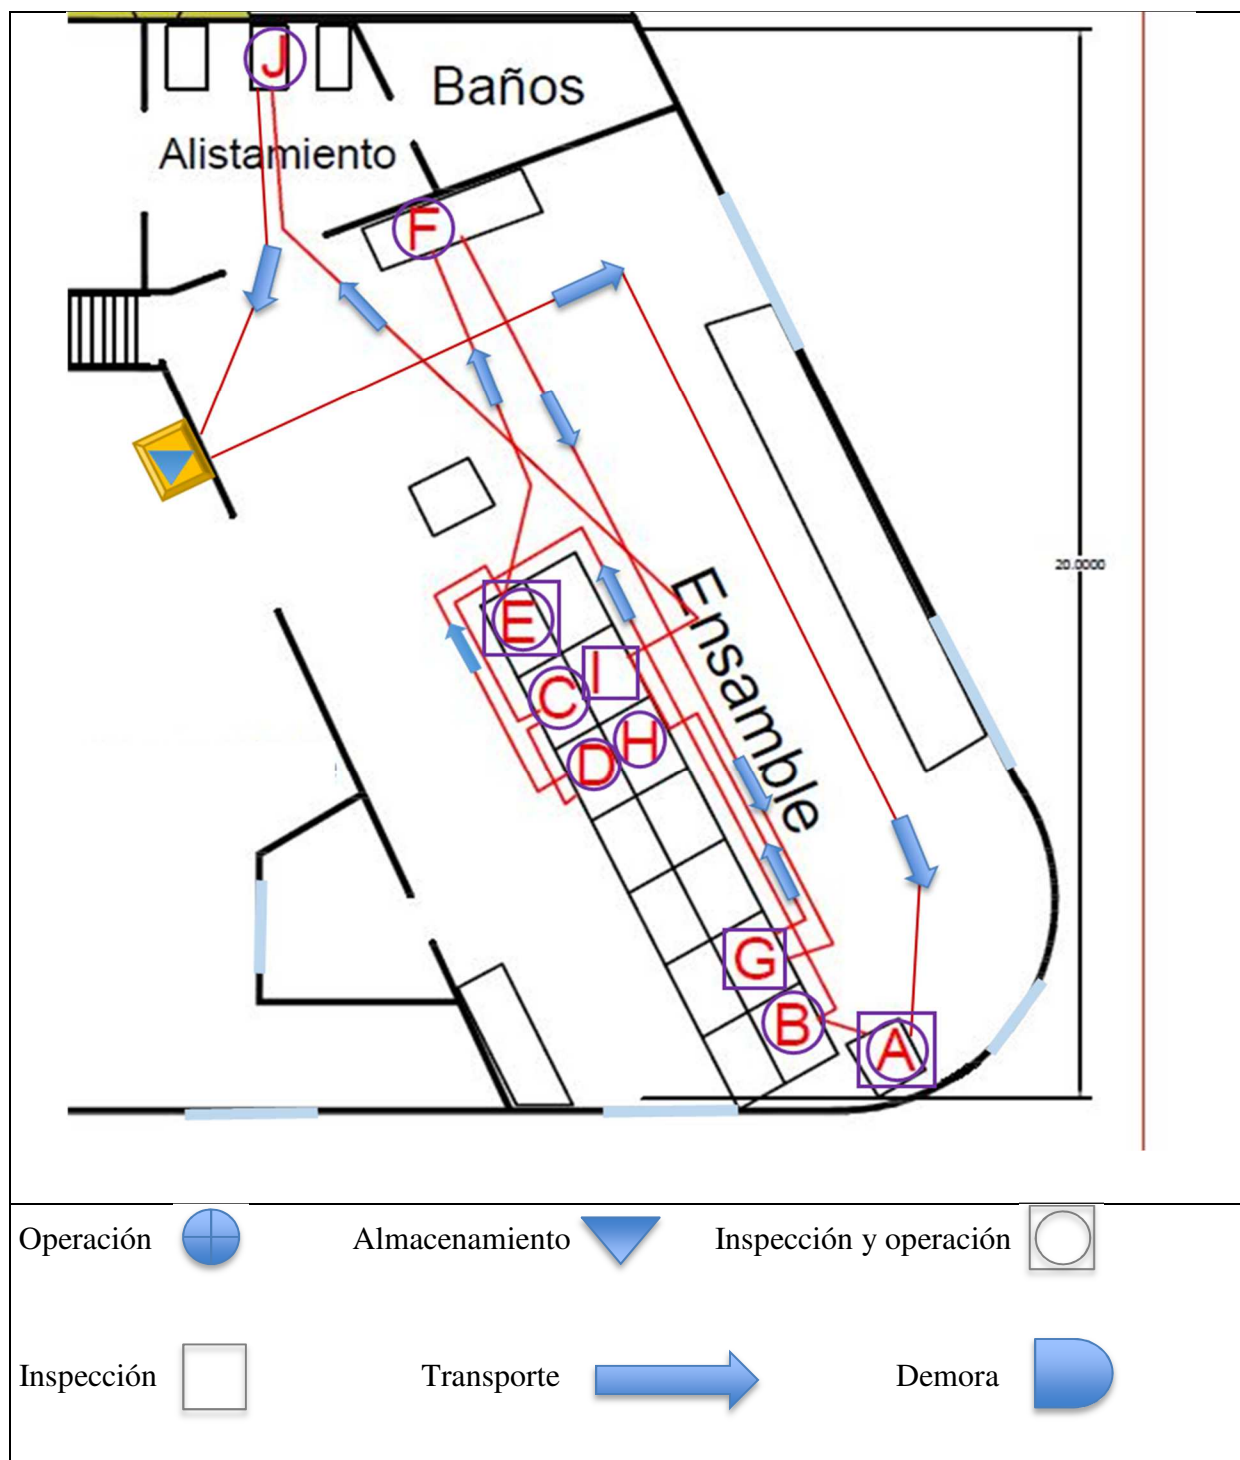 J
Baños
Alistamiento
F
20.0000
E
Ensamble
I
C
H
D
G
B
A
Operación
Almacenamiento
Inspección y operación
Inspección
Transporte
Demora